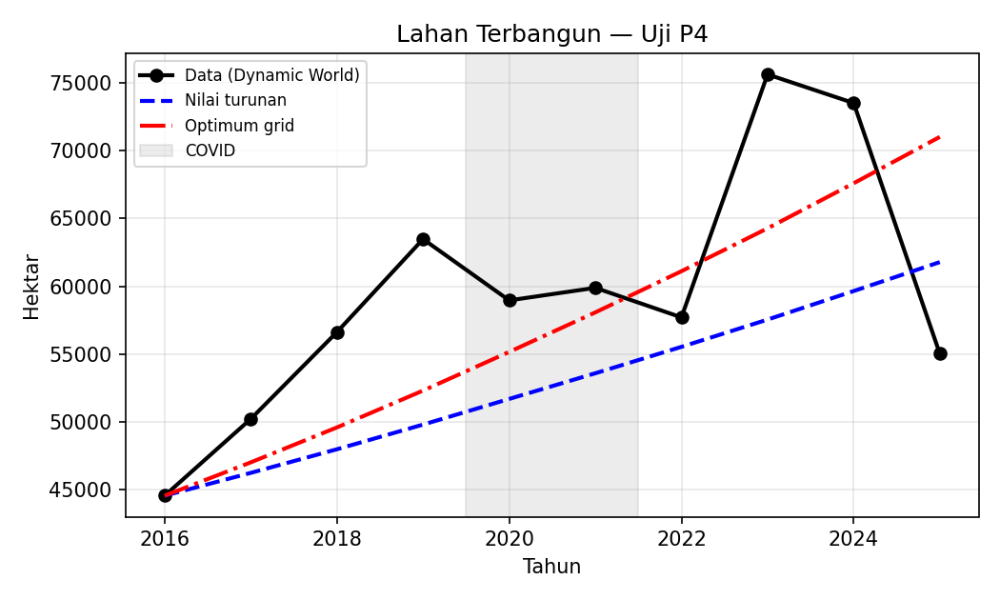 Lahan Terbangun — Uji P4
Data (Dynamic World)
Nilai turunan
Optimum grid
COVID
Hektar
75000
70000
65000
60000
55000
50000
45000
2016
2018
2020
2022
2024
Tahun